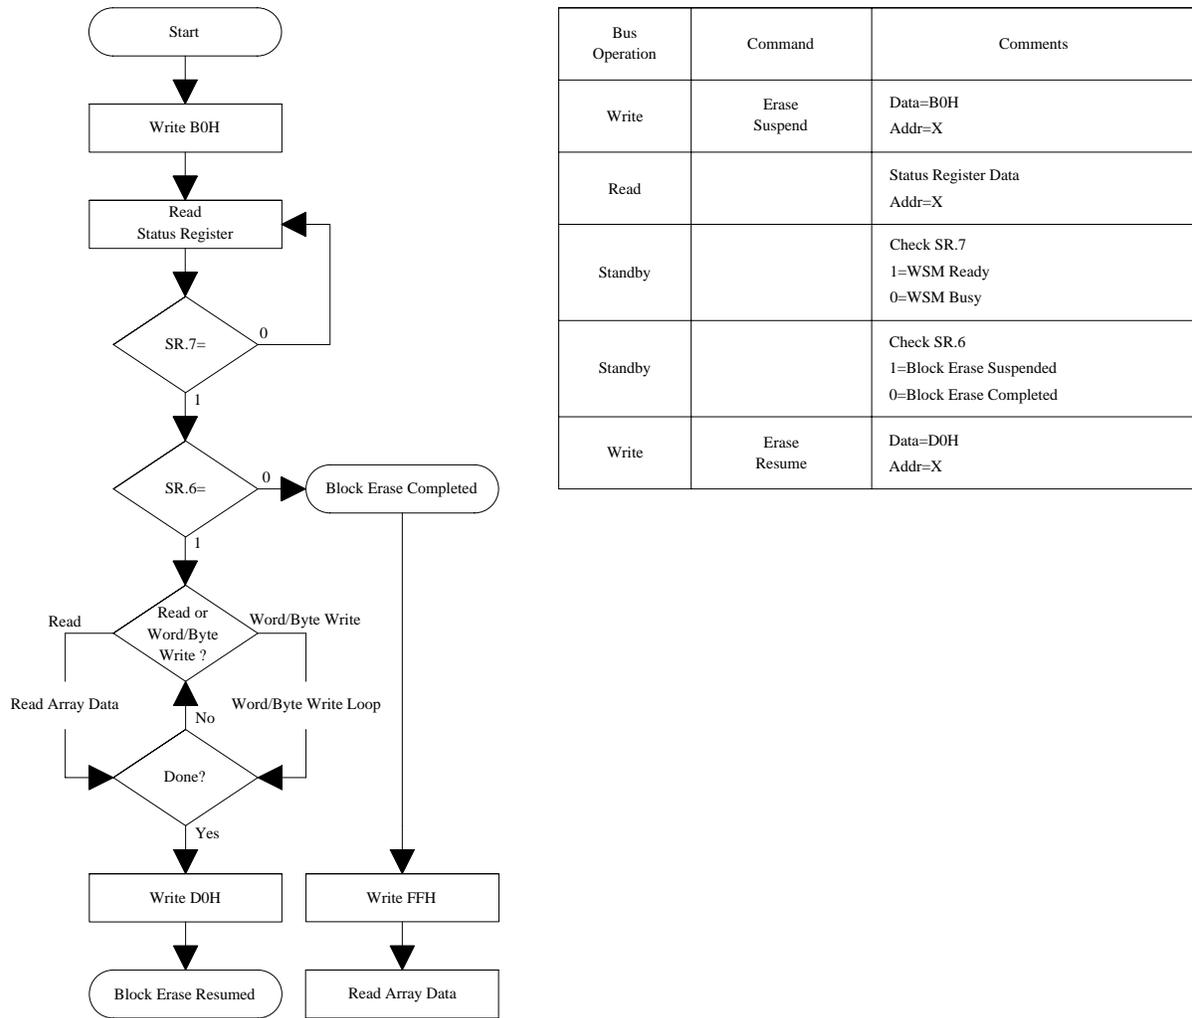 Start
Write B0H
Read
Status Register
SR.7=
0
1
SR.6=
0
Block Erase Completed
1
Read or
Word/Byte
Write ?
Read
Word/Byte Write
Read Array Data
Word/Byte Write Loop
No
Done?
Yes
Write D0H
Write FFH
Block Erase Resumed
Read Array Data
Bus
Operation
Command
Comments
Write
Erase
Suspend
Data=B0H
Addr=X
Read
Status Register Data
Addr=X
Standby
Check SR.7
1=WSM Ready
0=WSM Busy
Standby
Check SR.6
1=Block Erase Suspended
0=Block Erase Completed
Write
Erase
Resume
Data=D0H
Addr=X